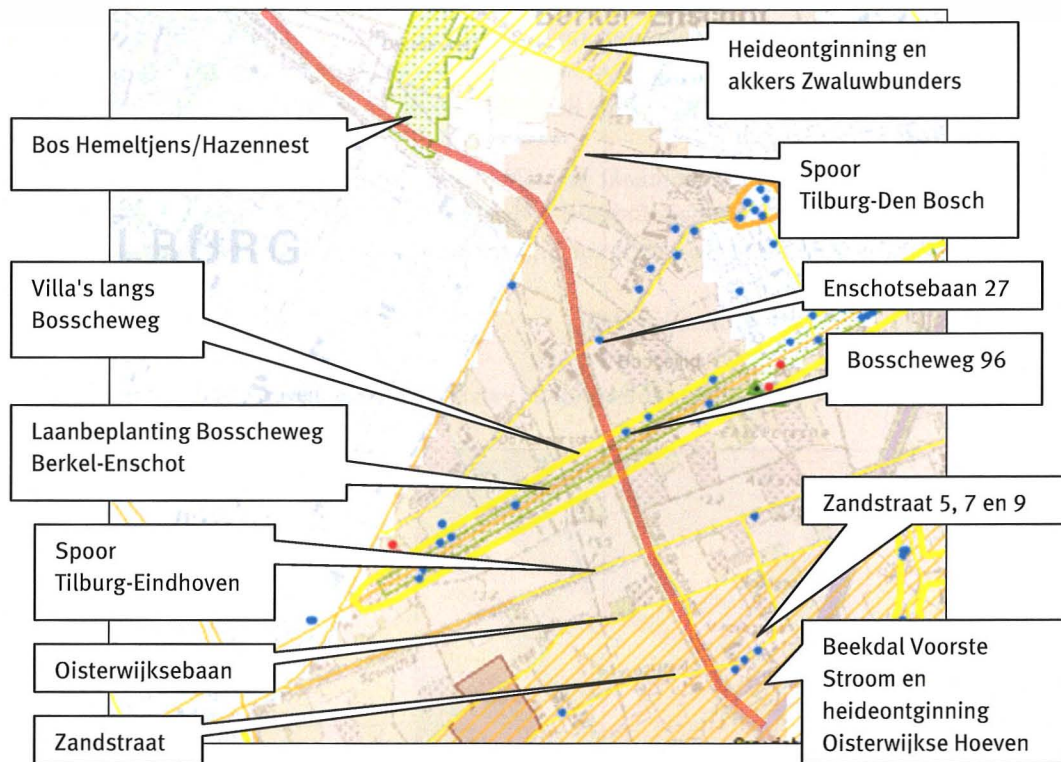 Heideontginning en
akkers Zwaluwbunders
Bos Hemeltjens/Hazennest
Spoor
Tilburg-Den Bosch
LBURG
Villa's langs
Bosscheweg
Enschotsebaan 27
Bosscheweg 96
Laanbeplanting Bosscheweg
Berkel-Enschot
Zandstraat 5, 7 en 9
Spoor
Tilburg-Eindhoven
Oisterwijksebaan
Beekdal Voorste
Stroom en
heideontginning
Oisterwijkse Hoeven
Zandstraat